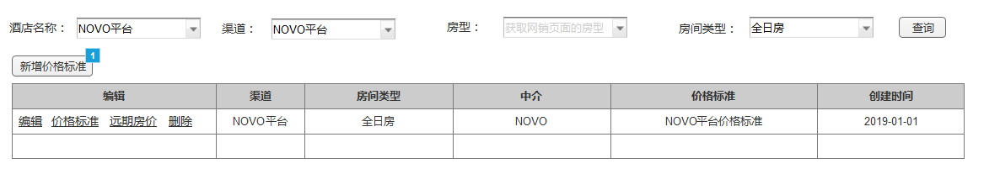 酒店名称： NOVO平台 渠道： NOVO平台 房型： 获取网销页面的房型 房间类型： 全日房 查询
新增价格标准 1
编辑 渠道 房间类型 中介 价格标准 创建时间
编辑 价格标准 远期房价 删除 NOVO平台 全日房 NOVO NOVO平台价格标准 2019-01-01